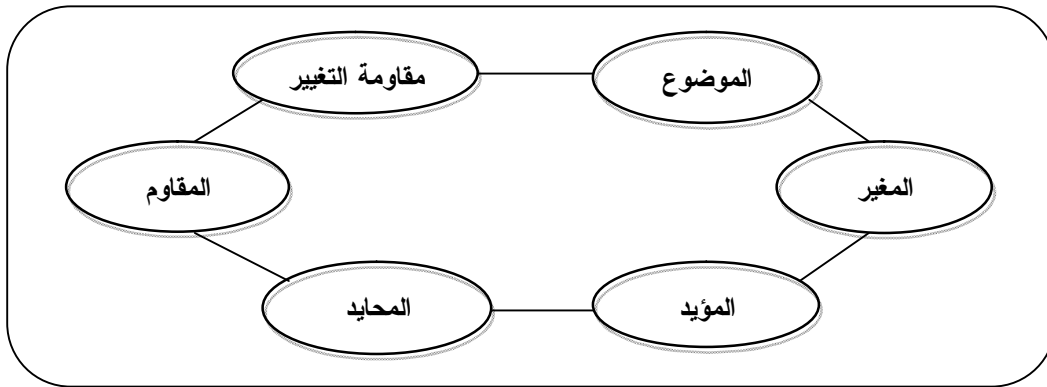 الموضوع
مقاومة التغيير
المغير
المقاوم
المؤيد
المحايد